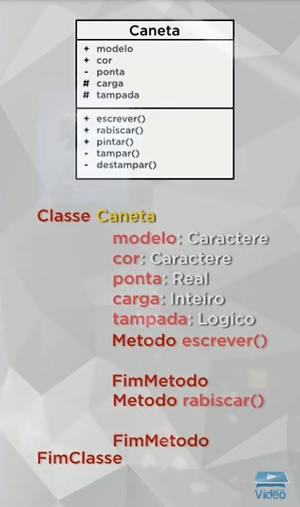 Caneta
+ modelo
+ cor
- ponta
# carga
# tampada
+ escrever()
+ rabiscar()
+ pintar()
- tampar()
- destampar()
Classe Caneta
modelo: Caractere
cor: Caractere
ponta: Real
carga: Inteiro
tampada: Logico
Metodo escrever()
FimMetodo
Metodo rabiscar()
FimMetodo
FimClasse
Vídeo